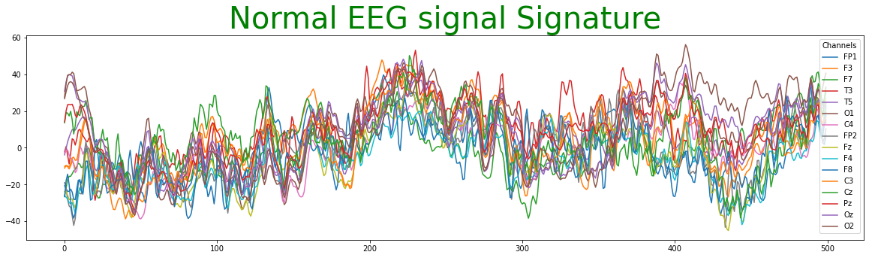 Normal EEG signal Signature
60
40
20
0
−20
−40
0
100
200
300
400
500
Channels
FP1
F3
F7
T3
T5
O1
C4
FP2
Fz
F4
F8
C3
Cz
Pz
Oz
O2